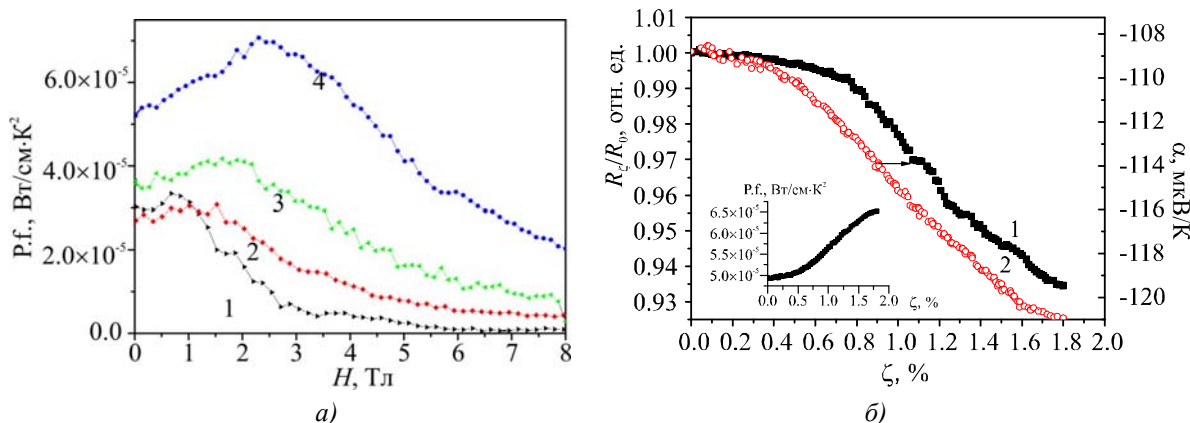 P.f., Вт/см·К²
6.0×10⁻⁵
4.0×10⁻⁵
2.0×10⁻⁵
0.0
0 1 2 3 4 5 6 7 8
H, Тл
1
2
3
4
а)
Rζ/R₀, отн. ед.
1.01
1.00
0.99
0.98
0.97
0.96
0.95
0.94
0.93
0.0 0.2 0.4 0.6 0.8 1.0 1.2 1.4 1.6 1.8 2.0
ζ, %
-108
-110
-112
-114
-116
-118
-120
α, мкВ/К
1
2
P.f., Вт/см·К²
6.5×10⁻⁵
6.0×10⁻⁵
5.5×10⁻⁵
5.0×10⁻⁵
0.0 0.5 1.0 1.5 2.0
ζ, %
б)